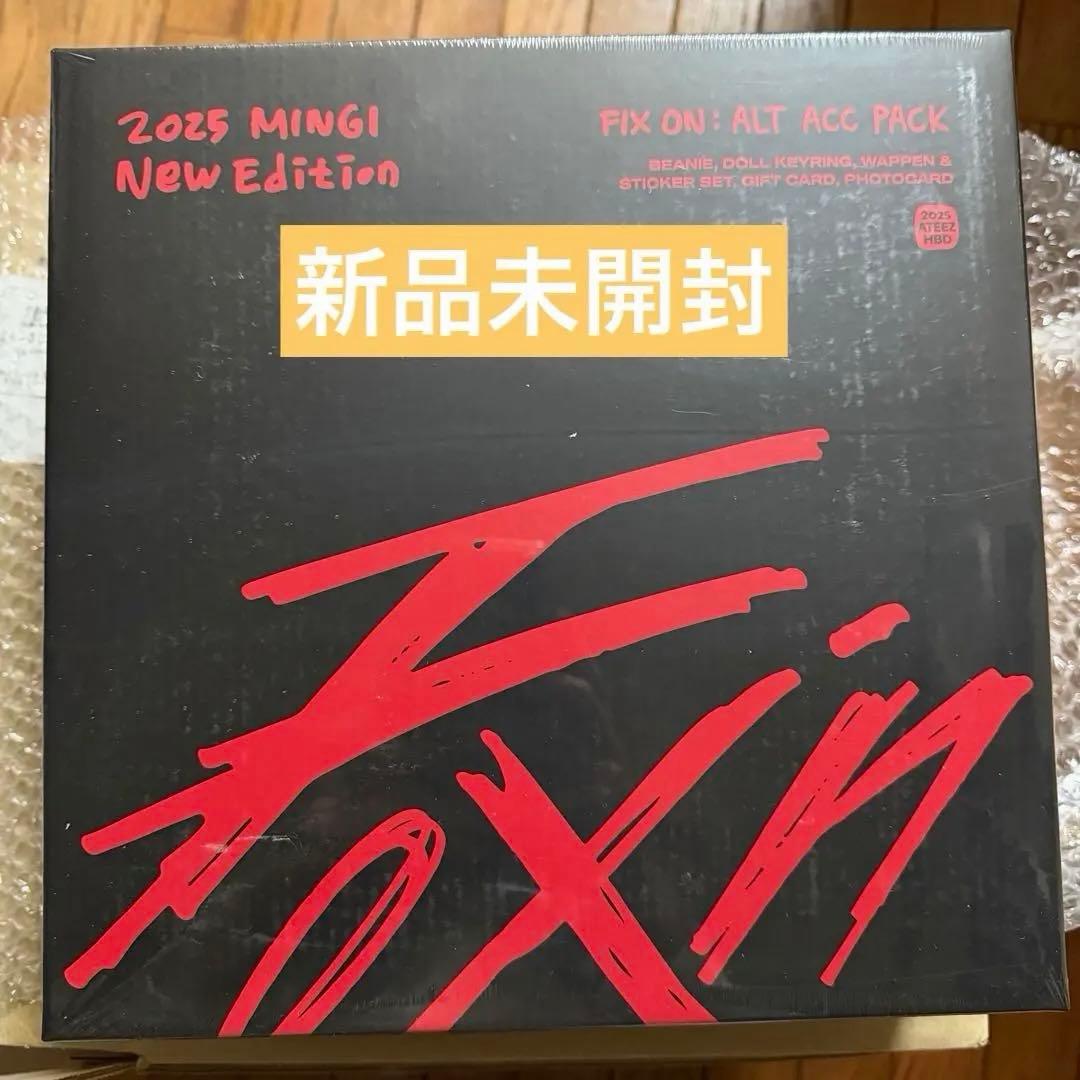 2025 MINGI
New Edition
FIX ON: ALT ACC PACK
BEANIE, DOLL KEYRING, WAPPEN &
STICKER SET, GIFT CARD, PHOTOCARD
2025
ATEEZ
HBD
新品未開封